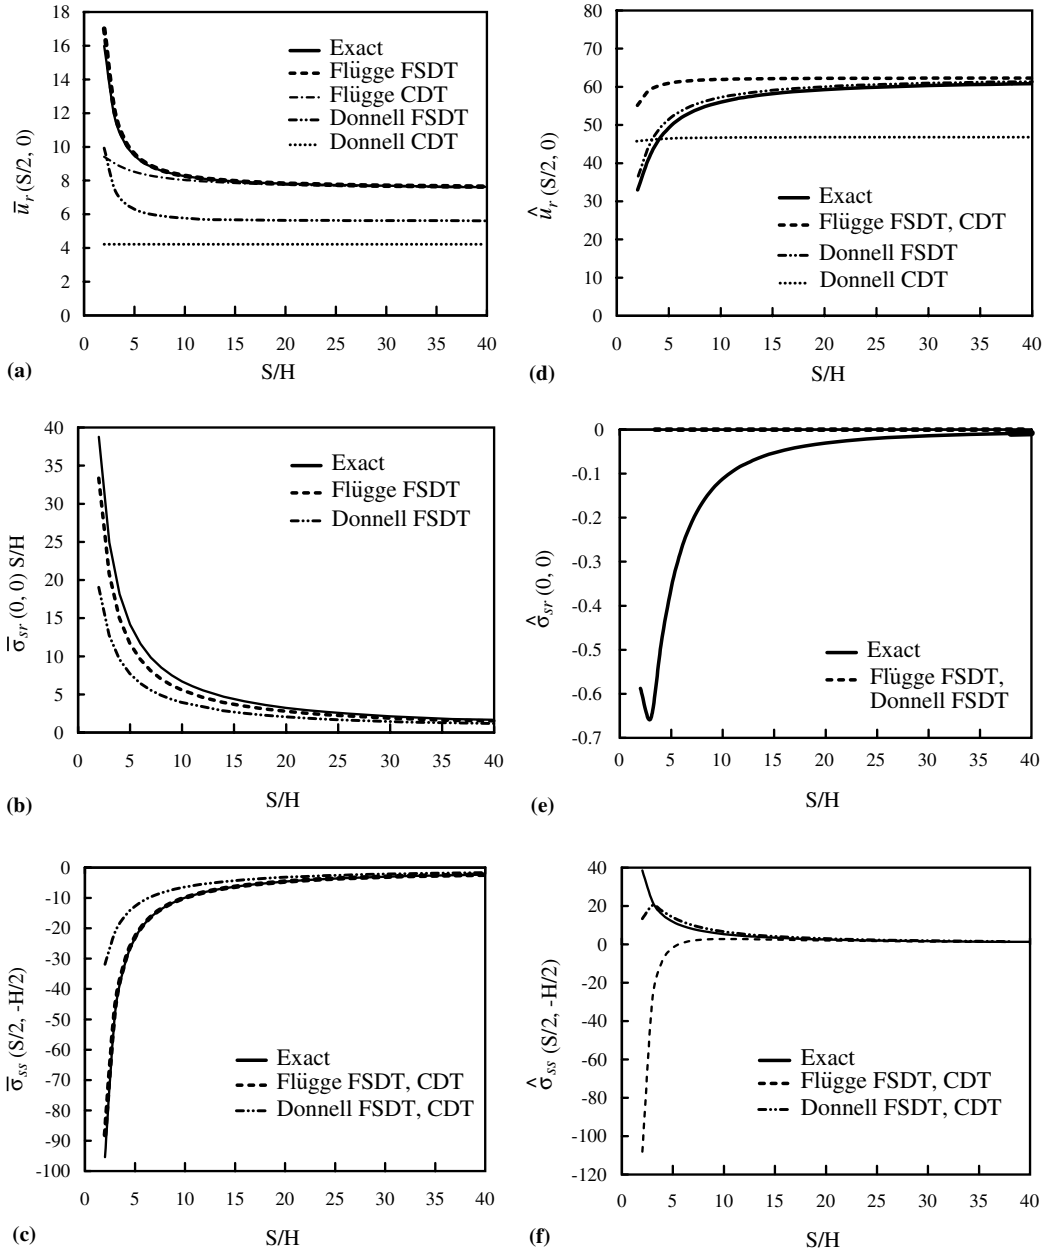 18
16
14
12
10
8
6
4
2
0
u̅r (S/2, 0)
Exact
Flügge FSDT
Flügge CDT
Donnell FSDT
Donnell CDT
0 5 10 15 20 25 30 35 40
S/H
(a)
80
70
60
50
40
30
20
10
0
ûr (S/2, 0)
Exact
Flügge FSDT, CDT
Donnell FSDT
Donnell CDT
0 5 10 15 20 25 30 35 40
S/H
(d)
40
35
30
25
20
15
10
5
0
σ̅sr (0, 0) S/H
Exact
Flügge FSDT
Donnell FSDT
0 5 10 15 20 25 30 35 40
S/H
(b)
0
-0.1
-0.2
-0.3
-0.4
-0.5
-0.6
-0.7
σ̂sr (0, 0)
Exact
Flügge FSDT,
Donnell FSDT
0 5 10 15 20 25 30 35 40
S/H
(e)
0
-10
-20
-30
-40
-50
-60
-70
-80
-90
-100
σ̅ss (S/2, -H/2)
Exact
Flügge FSDT, CDT
Donnell FSDT, CDT
0 5 10 15 20 25 30 35 40
S/H
(c)
40
20
0
-20
-40
-60
-80
-100
-120
σ̂ss (S/2, -H/2)
Exact
Flügge FSDT, CDT
Donnell FSDT, CDT
0 5 10 15 20 25 30 35 40
S/H
(f)